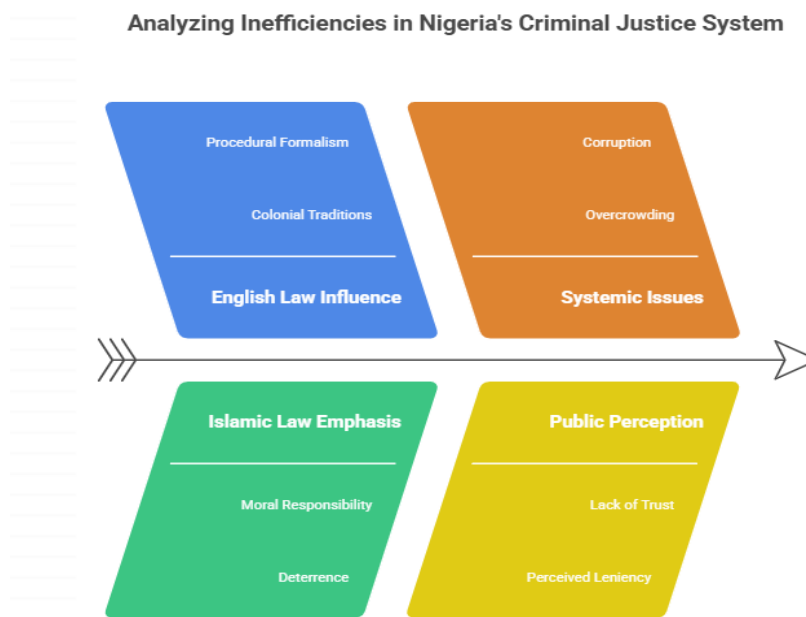 Analyzing Inefficiencies in Nigeria's Criminal Justice System
Procedural Formalism
Colonial Traditions
English Law Influence
Corruption
Overcrowding
Systemic Issues
Islamic Law Emphasis
Moral Responsibility
Deterrence
Public Perception
Lack of Trust
Perceived Leniency